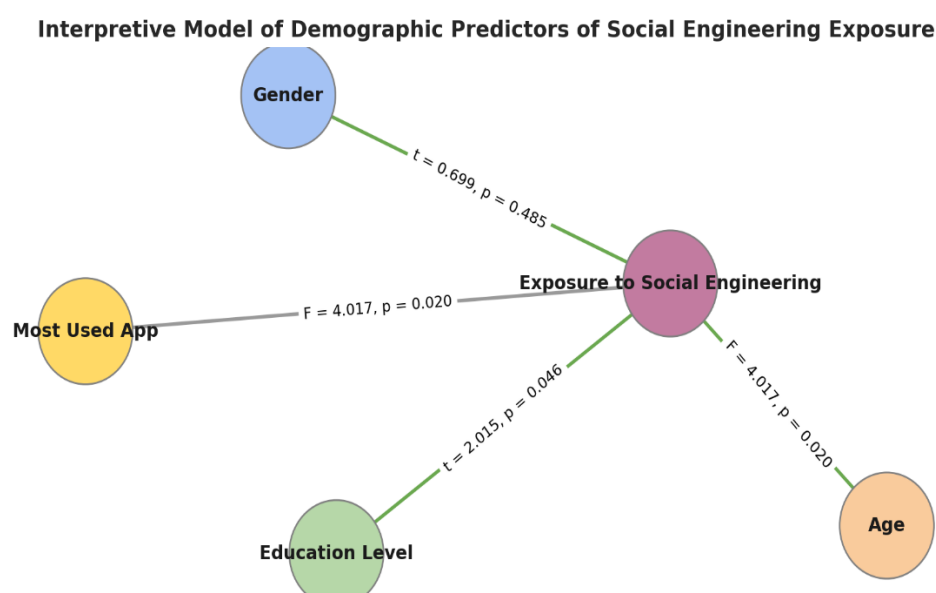 Interpretive Model of Demographic Predictors of Social Engineering Exposure
Gender
t = 0.699, p = 0.485
Exposure to Social Engineering
F = 4.017, p = 0.020
Most Used App
F = 4.017, p = 0.020
t = 2.015, p = 0.046
Age
Education Level